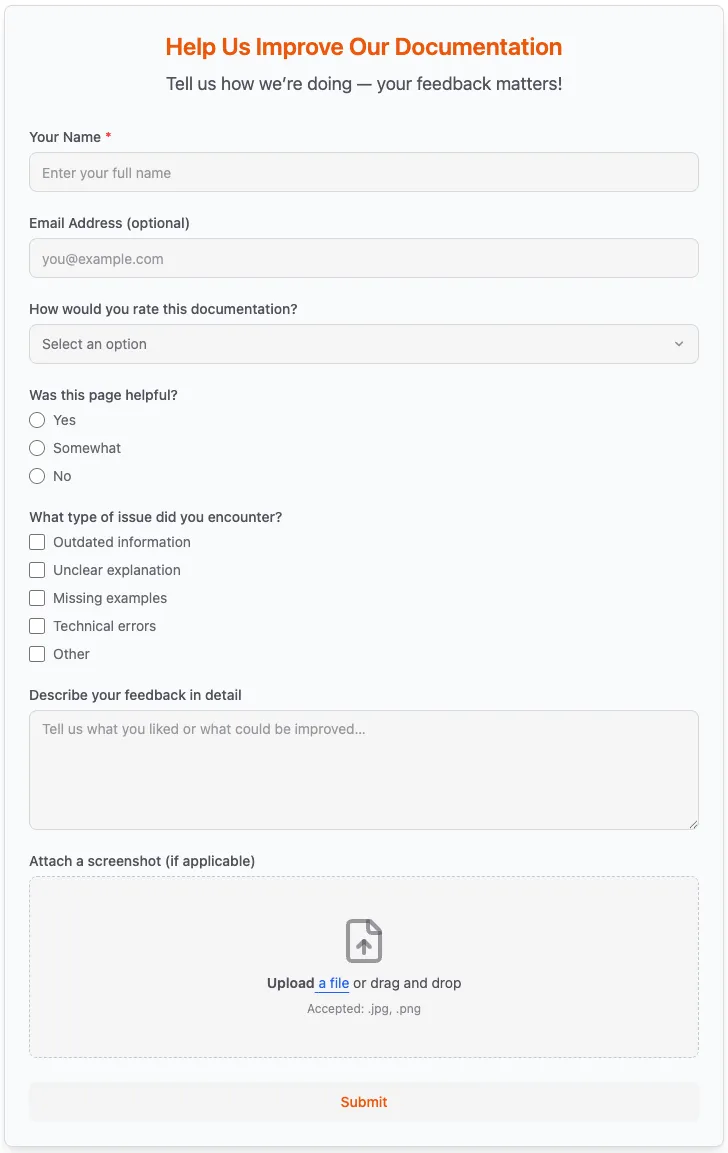 Help Us Improve Our Documentation
Tell us how we’re doing — your feedback matters!
Your Name *
Enter your full name
Email Address (optional)
you@example.com
How would you rate this documentation?
Select an option
Was this page helpful?
Yes
Somewhat
No
What type of issue did you encounter?
Outdated information
Unclear explanation
Missing examples
Technical errors
Other
Describe your feedback in detail
Tell us what you liked or what could be improved...
Attach a screenshot (if applicable)
Upload a file or drag and drop
Accepted: .jpg, .png
Submit